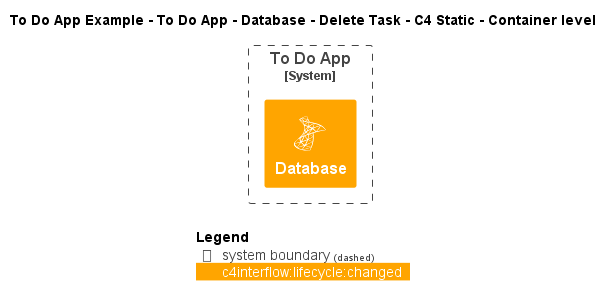 To Do App Example - To Do App - Database - Delete Task - C4 Static - Container level
To Do App
[System]
Database
Legend
system boundary (dashed)
c4interflow:lifecycle:changed